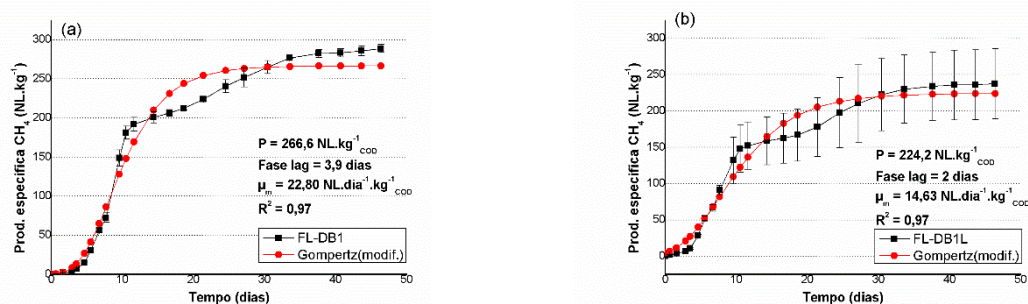 (a)
Prod. específica CH₄ (NL.kg⁻¹)
300
250
200
150
100
50
0
P = 266,6 NL.kg⁻¹COD
Fase lag = 3,9 dias
μm = 22,80 NL.dia⁻¹.kg⁻¹COD
R² = 0,97
FL-DB1
Gompertz(modif.)
0 10 20 30 40 50
Tempo (dias)
(b)
Prod. específica CH₄ (NL.kg⁻¹)
300
250
200
150
100
50
0
P = 224,2 NL.kg⁻¹COD
Fase lag = 2 dias
μm = 14,63 NL.dia⁻¹.kg⁻¹COD
R² = 0,97
FL-DB1L
Gompertz(modif.)
0 10 20 30 40 50
Tempo (dias)